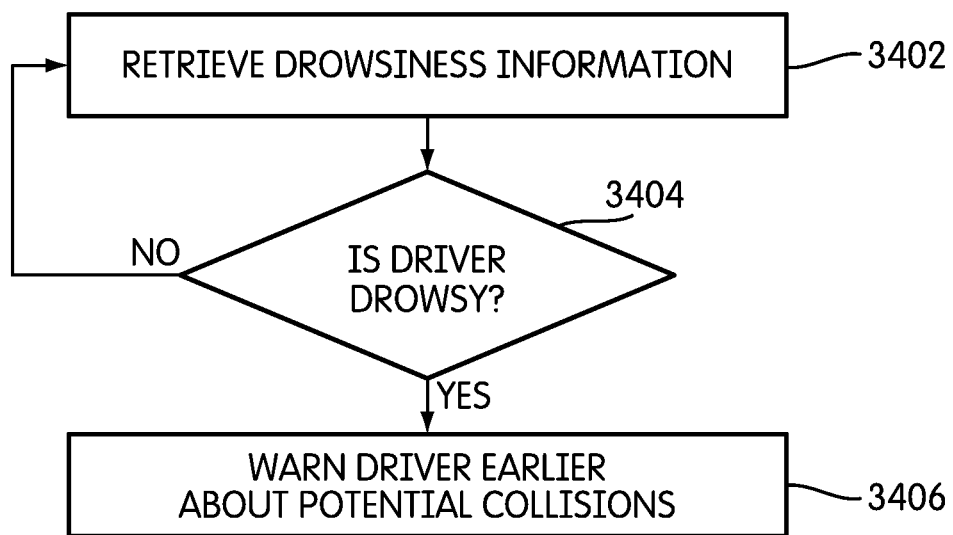 RETRIEVE DROWSINESS INFORMATION
3402
3404
IS DRIVER
DROWSY?
NO
YES
WARN DRIVER EARLIER
ABOUT POTENTIAL COLLISIONS
3406